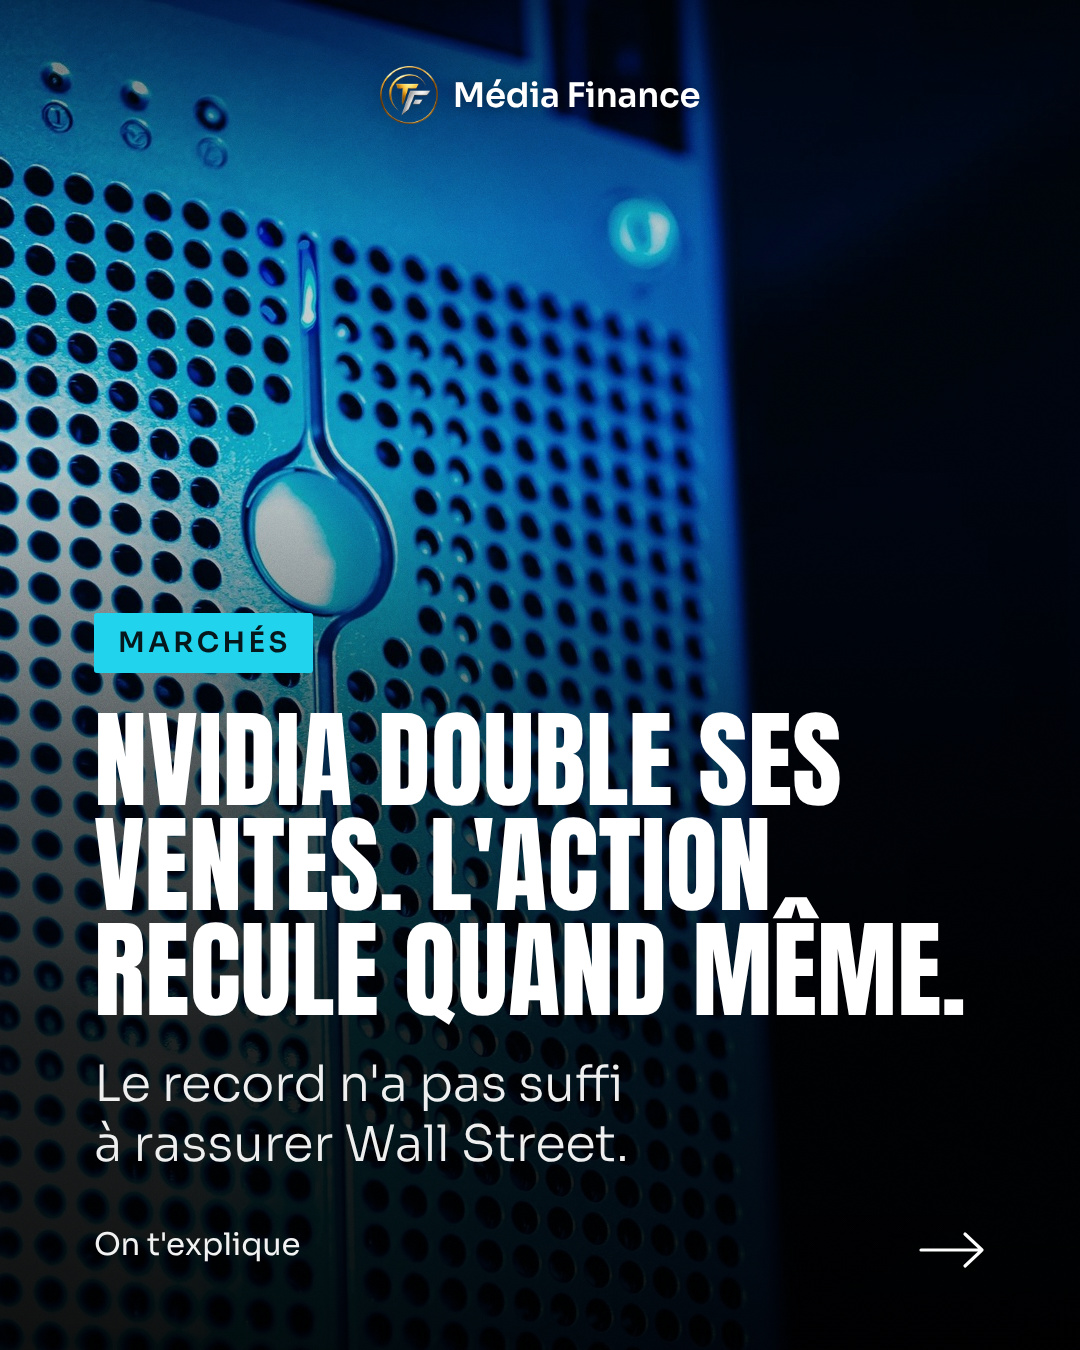 Média Finance
MARCHÉS
NVIDIA DOUBLE SES
VENTES. L'ACTION
RECULE QUAND MÊME.
Le record n'a pas suffi
à rassurer Wall Street.
On t'explique